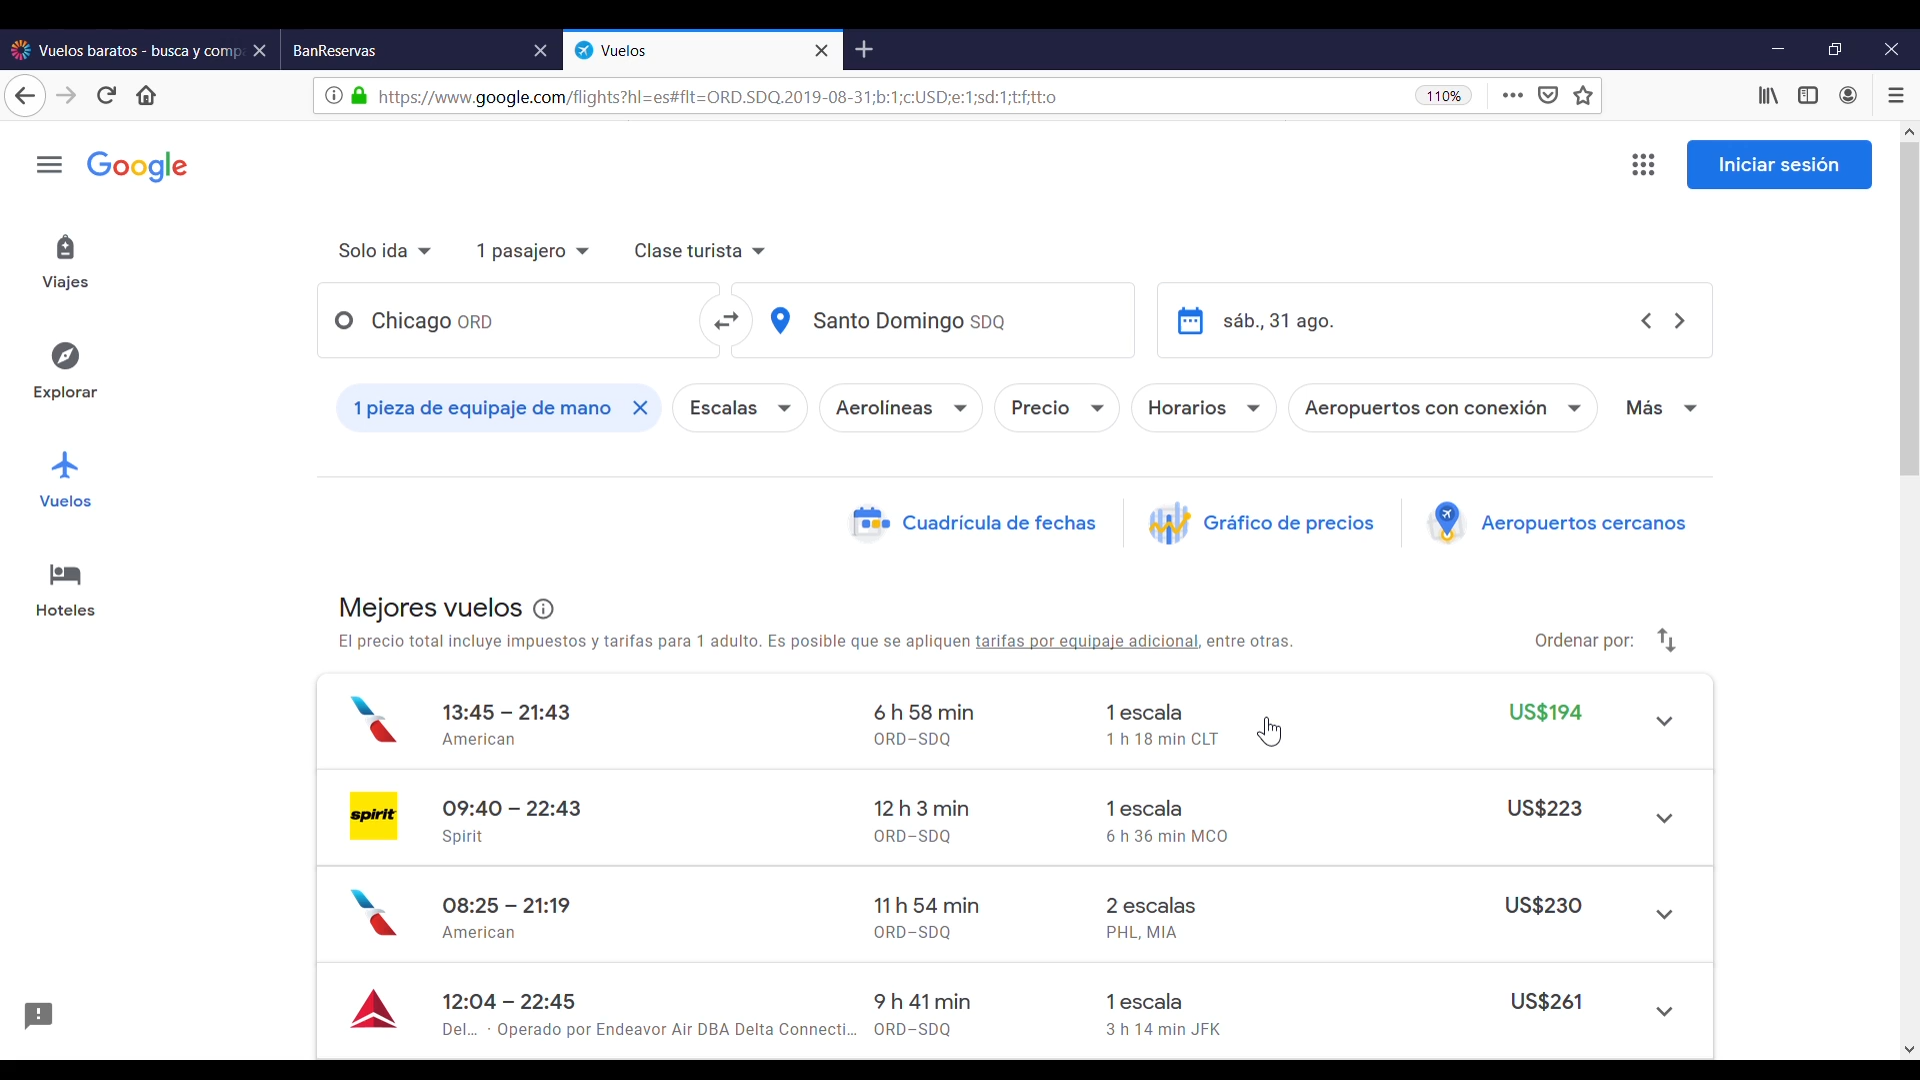 Vuelos baratos - busca y comp
BanReservas
Vuelos
https://www.google.com/flights?hl=es#flt=ORD.SDQ.2019-08-31;b:1;c:USD;e:1;sd:1;t:f;tt:o
110%
Google
Iniciar sesión
Viajes
Explorar
Vuelos
Hoteles
Solo ida
1 pasajero
Clase turista
Chicago ORD
Santo Domingo SDQ
sáb., 31 ago.
1 pieza de equipaje de mano
Escalas
Aerolíneas
Precio
Horarios
Aeropuertos con conexión
Más
Cuadrícula de fechas
Gráfico de precios
Aeropuertos cercanos
Mejores vuelos
El precio total incluye impuestos y tarifas para 1 adulto. Es posible que se apliquen tarifas por equipaje adicional, entre otras.
Ordenar por:
13:45 – 21:43 6 h 58 min 1 escala US$194
American ORD–SDQ 1 h 18 min CLT
spirit 09:40 – 22:43 12 h 3 min 1 escala US$223
Spirit ORD–SDQ 6 h 36 min MCO
08:25 – 21:19 11 h 54 min 2 escalas US$230
American ORD–SDQ PHL, MIA
12:04 – 22:45 9 h 41 min 1 escala US$261
Del... · Operado por Endeavor Air DBA Delta Connecti... ORD–SDQ 3 h 14 min JFK